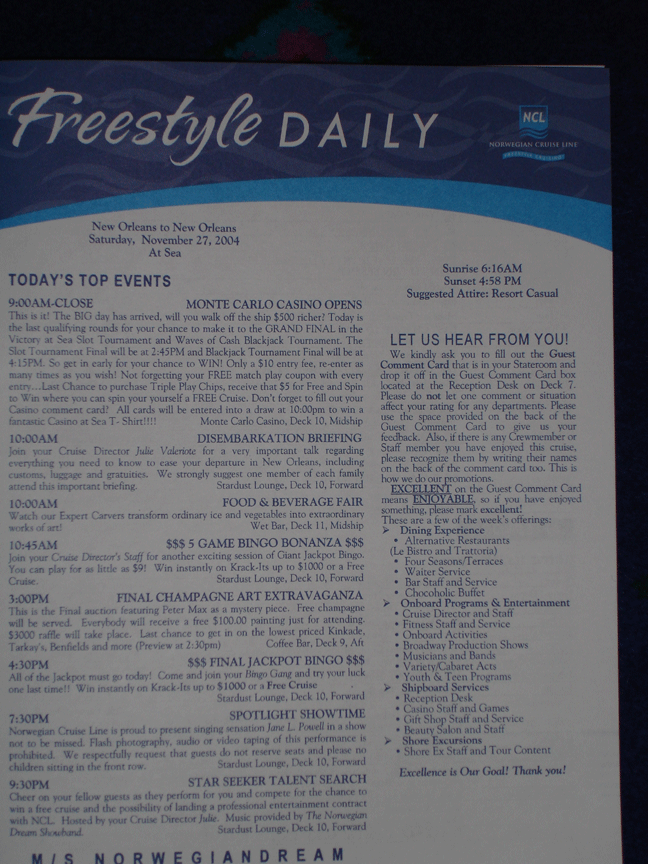 Freestyle DAILY
NCL
NORWEGIAN CRUISE LINE
New Orleans to New Orleans
Saturday, November 27, 2004
At Sea
TODAY'S TOP EVENTS
9:00AM-CLOSE MONTE CARLO CASINO OPENS
This is it! The BIG day has arrived, will you walk off the ship $500 richer! Today is
the last qualifying rounds for your chance to make it to the GRAND FINAL in the
Victory at Sea Slot Tournament and Waves of Cash Blackjack Tournament. The
Slot Tournament Final will be at 2:45PM and Blackjack Tournament Final will be at
4:15PM. So get in early for your chance to WIN! Only a $10 entry fee, re-enter as
many times as you wish! Not forgetting your FREE match play coupon with every
entry…Last Chance to purchase Triple Play Chips, receive that $5 for Free and Spin
to Win where you can spin your yourself a FREE Cruise. Don't forget to fill out your
Casino comment card? All cards will be entered into a draw at 10:00pm to win a
fantastic Casino at Sea T- Shirt!!!! Monte Carlo Casino, Deck 10, Midship
10:00AM DISEMBARKATION BRIEFING
Join your Cruise Director Julie Valeriote for a very important talk regarding
everything you need to know to ease your departure in New Orleans, including
customs, luggage and gratuities. We strongly suggest one member of each family
attend this important briefing. Stardust Lounge, Deck 10, Forward
10:00AM FOOD & BEVERAGE FAIR
Watch our Expert Carvers transform ordinary ice and vegetables into extraordinary
works of art! Wet Bar, Deck 11, Midship
10:45AM $$$ 5 GAME BINGO BONANZA $$$
Join your Cruise Director's Staff for another exciting session of Giant Jackpot Bingo.
You can play for as little as $9! Win instantly on Krack-Its up to $1000 or a Free
Cruise. Stardust Lounge, Deck 10, Forward
3:00PM FINAL CHAMPAGNE ART EXTRAVAGANZA
This is the Final auction featuring Peter Max as a mystery piece. Free champagne
will be served. Everybody will receive a free $100.00 painting just for attending.
$3000 raffle will take place. Last chance to get in on the lowest priced Kinkade,
Tarkay's, Benfields and more (Preview at 2:30pm) Coffee Bar, Deck 9, Aft
4:30PM $$$ FINAL JACKPOT BINGO $$$
All of the Jackpot must go today! Come and join your Bingo Gang and try your luck
one last time!! Win instantly on Krack-Its up to $1000 or a Free Cruise
Stardust Lounge, Deck 10, Forward
7:30PM SPOTLIGHT SHOWTIME
Norwegian Cruise Line is proud to present singing sensation Jane L. Powell in a show
not to be missed. Flash photography, audio or video taping of this performance is
prohibited. We respectfully request that guests do not reserve seats and please no
children sitting in the front row. Stardust Lounge, Deck 10, Forward
9:30PM STAR SEEKER TALENT SEARCH
Cheer on your fellow guests as they perform for you and compete for the chance to
win a free cruise and the possibility of landing a professional entertainment contract
with NCL. Hosted by your Cruise Director Julie. Music provided by The Norwegian
Dream Showband. Stardust Lounge, Deck 10, Forward
M/S NORWEGIANDREAM
Sunrise 6:16AM
Sunset 4:58 PM
Suggested Attire: Resort Casual
LET US HEAR FROM YOU!
We kindly ask you to fill out the Guest
Comment Card that is in your Stateroom and
drop it off in the Guest Comment Card box
located at the Reception Desk on Deck 7.
Please do not let one comment or situation
affect your rating for any departments. Please
use the space provided on the back of the
Guest Comment Card to give us your
feedback. Also, if there is any Crewmember or
Staff member you have enjoyed this cruise,
please recognize them by writing their names
on the back of the comment card too. This is
how we do our promotions.
EXCELLENT on the Guest Comment Card
means ENJOYABLE, so if you have enjoyed
something, please mark excellent!
These are a few of the week's offerings:
➢ Dining Experience
• Alternative Restaurants
(Le Bistro and Trattoria)
• Four Seasons/Terraces
• Waiter Service
• Bar Staff and Service
• Chocoholic Buffet
➢ Onboard Programs & Entertainment
• Cruise Director and Staff
• Fitness Staff and Service
• Onboard Activities
• Broadway Production Shows
• Musicians and Bands
• Variety/Cabaret Acts
• Youth & Teen Programs
➢ Shipboard Services
• Reception Desk
• Casino Staff and Games
• Gift Shop Staff and Service
• Beauty Salon and Staff
➢ Shore Excursions
• Shore Ex Staff and Tour Content
Excellence is Our Goal! Thank you!